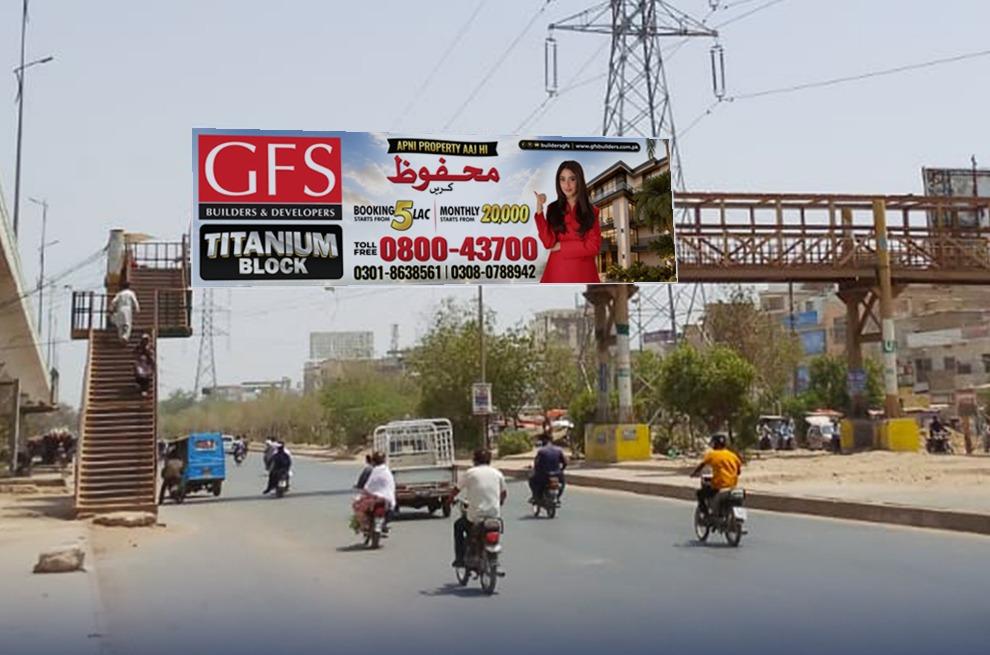 GFS
BUILDERS & DEVELOPERS
TITANIUM
BLOCK
APNI PROPERTY AAJ HI
محفوظ
کریں
BOOKING
STARTS FROM
5 LAC
MONTHLY
STARTS FROM
20,000
TOLL
FREE
0800-43700
0301-8638561 | 0308-0788942
buildersgfs | www.gfsbuilders.com.pk